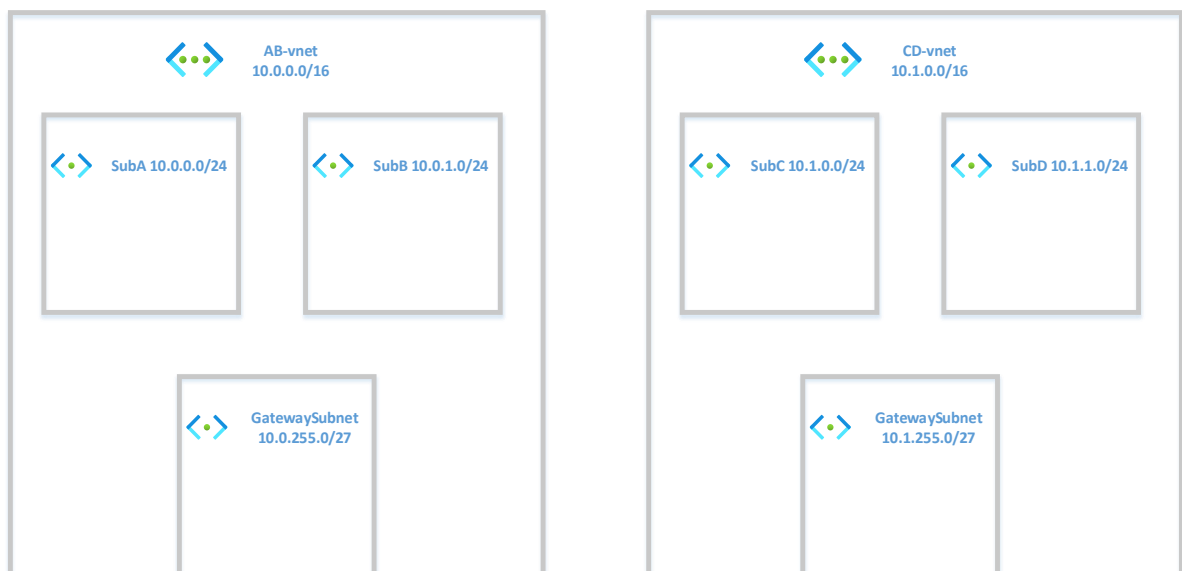 AB-vnet
10.0.0.0/16
CD-vnet
10.1.0.0/16
SubA 10.0.0.0/24
SubB 10.0.1.0/24
SubC 10.1.0.0/24
SubD 10.1.1.0/24
GatewaySubnet
10.0.255.0/27
GatewaySubnet
10.1.255.0/27